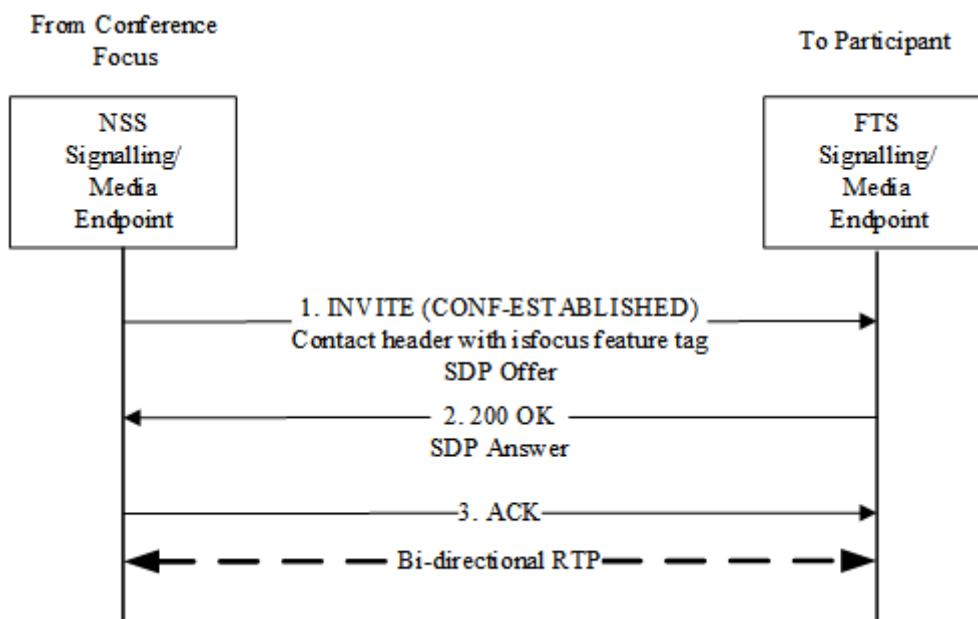 From Conference
Focus
To Participant
NSS
Signalling/
Media
Endpoint
FTS
Signalling/
Media
Endpoint
1. INVITE (CONF-ESTABLISHED)
Contact header with isfocus feature tag
SDP Offer
2. 200 OK
SDP Answer
3. ACK
Bi-directional RTP